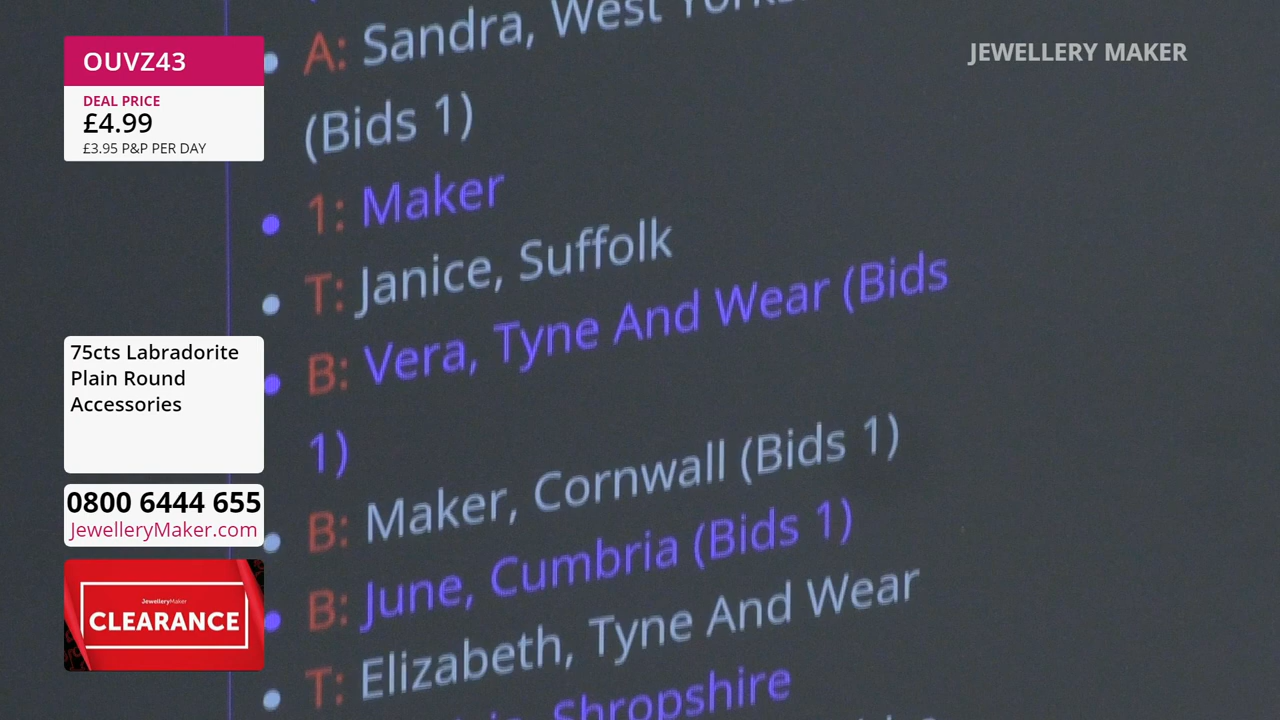 OUVZ43
DEAL PRICE
£4.99
£3.95 P&P PER DAY
75cts Labradorite
Plain Round
Accessories
0800 6444 655
JewelleryMaker.com
JewelleryMaker
CLEARANCE
JEWELLERY MAKER
A: Sandra, West
(Bids 1)
1: Maker
T: Janice, Suffolk
B: Vera, Tyne And Wear (Bids
1)
B: Maker, Cornwall (Bids 1)
B: June, Cumbria (Bids 1)
T: Elizabeth, Tyne And Wear
Shropshire